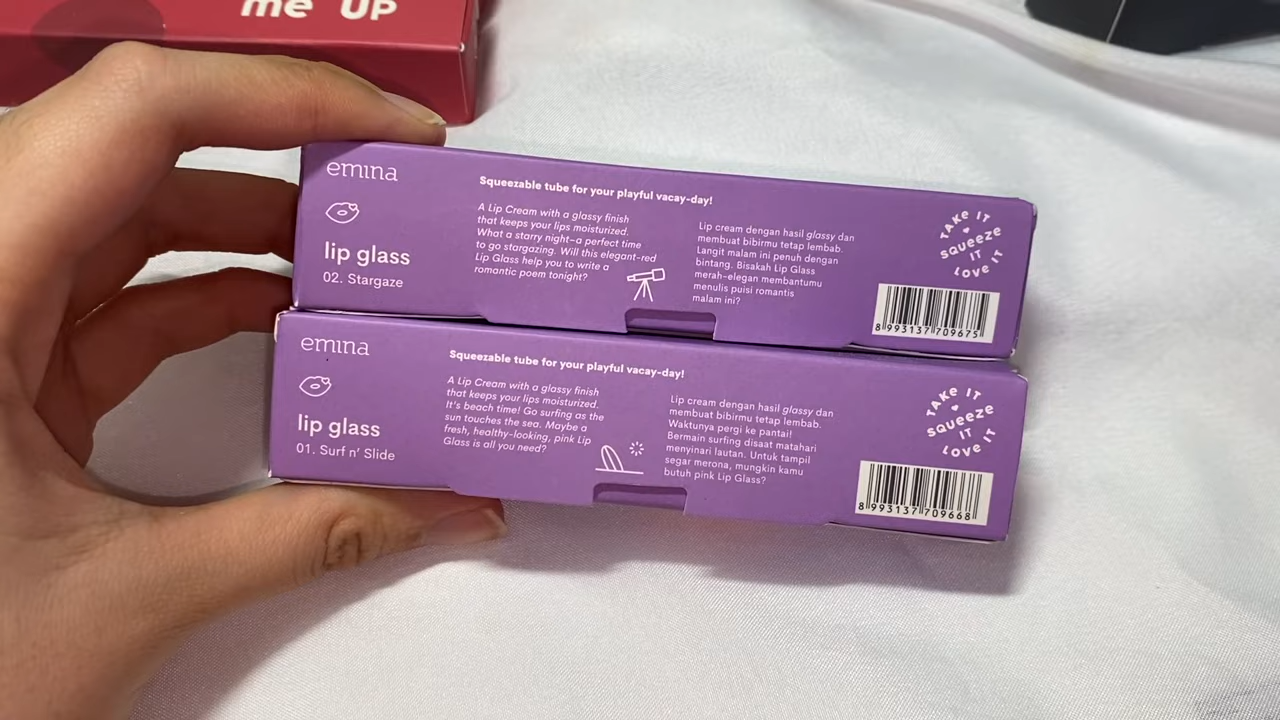 me UP
emina
lip glass
02. Stargaze
Squeezable tube for your playful vacay-day!
A Lip Cream with a glassy finish
that keeps your lips moisturized.
What a starry night–a perfect time
to go stargazing. Will this elegant-red
Lip Glass help you to write a
romantic poem tonight?
Lip cream dengan hasil glassy dan
membuat bibirmu tetap lembab.
Langit malam ini penuh dengan
bintang. Bisakah Lip Glass
merah-elegan membantumu
menulis puisi romantis
malam ini?
TAKE IT
SQUeeze
IT
LOVE IT
8 993137 709675
emina
lip glass
01. Surf n' Slide
Squeezable tube for your playful vacay-day!
A Lip Cream with a glassy finish
that keeps your lips moisturized.
It's beach time! Go surfing as the
sun touches the sea. Maybe a
fresh, healthy-looking, pink Lip
Glass is all you need?
Lip cream dengan hasil glassy dan
membuat bibirmu tetap lembab.
Waktunya pergi ke pantai!
Bermain surfing disaat matahari
menyinari lautan. Untuk tampil
segar merona, mungkin kamu
butuh pink Lip Glass?
TAKE IT
SQUeeze
IT
LOVE IT
8 993137 709668